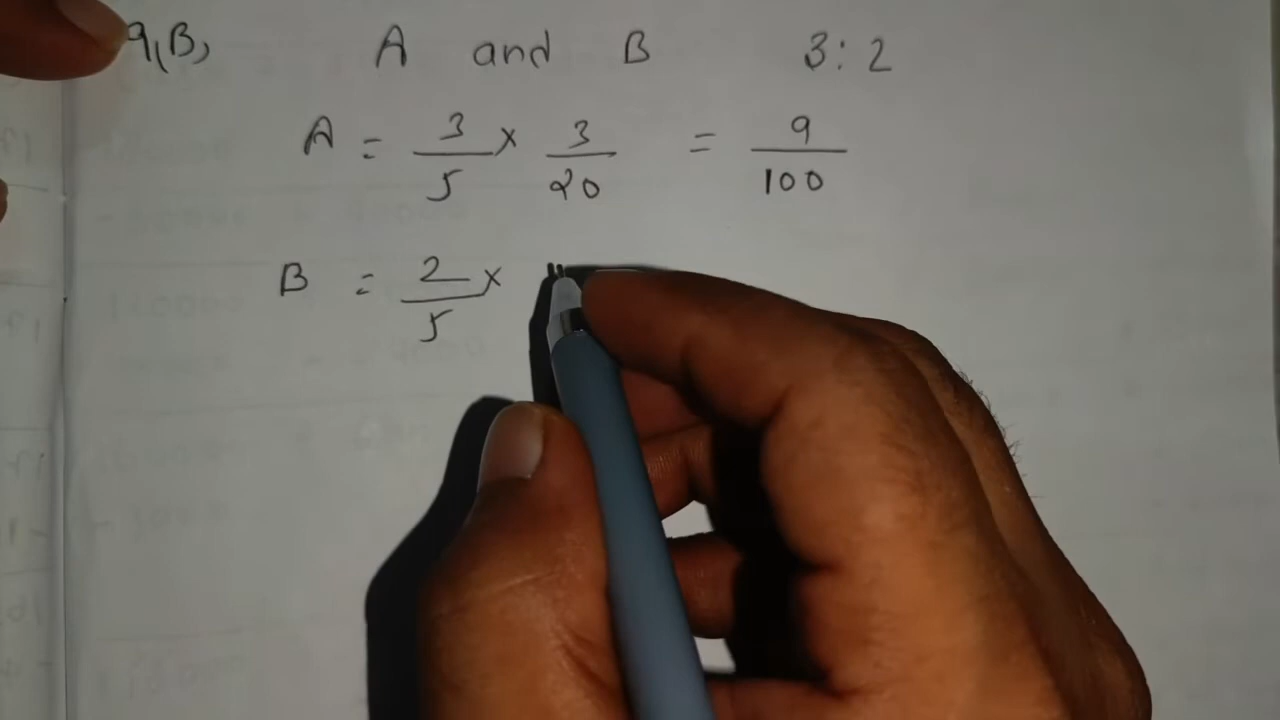 9(B) A and B 3:2
A = 3/5 × 3/20 = 9/100
B = 2/5 ×